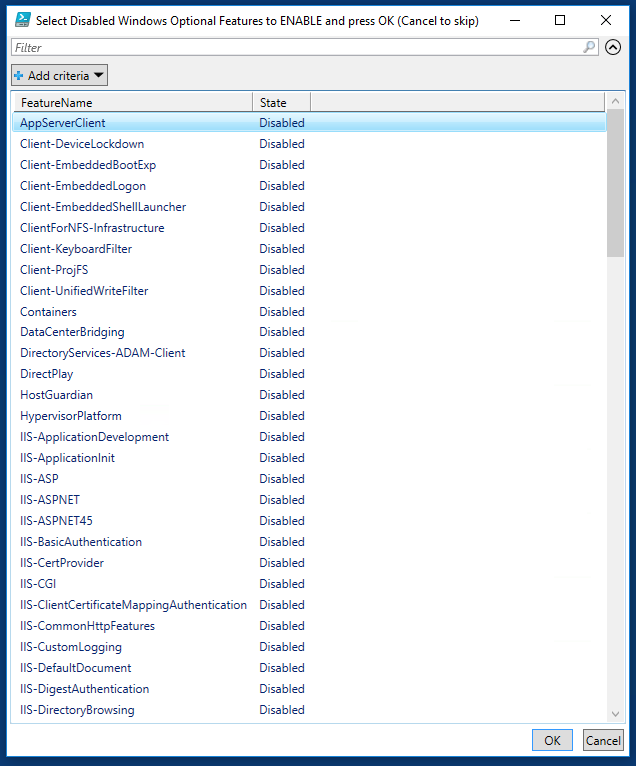 Select Disabled Windows Optional Features to ENABLE and press OK (Cancel to skip)
Filter
Add criteria
FeatureName State
AppServerClient Disabled
Client-DeviceLockdown Disabled
Client-EmbeddedBootExp Disabled
Client-EmbeddedLogon Disabled
Client-EmbeddedShellLauncher Disabled
ClientForNFS-Infrastructure Disabled
Client-KeyboardFilter Disabled
Client-ProjFS Disabled
Client-UnifiedWriteFilter Disabled
Containers Disabled
DataCenterBridging Disabled
DirectoryServices-ADAM-Client Disabled
DirectPlay Disabled
HostGuardian Disabled
HypervisorPlatform Disabled
IIS-ApplicationDevelopment Disabled
IIS-ApplicationInit Disabled
IIS-ASP Disabled
IIS-ASPNET Disabled
IIS-ASPNET45 Disabled
IIS-BasicAuthentication Disabled
IIS-CertProvider Disabled
IIS-CGI Disabled
IIS-ClientCertificateMappingAuthentication Disabled
IIS-CommonHttpFeatures Disabled
IIS-CustomLogging Disabled
IIS-DefaultDocument Disabled
IIS-DigestAuthentication Disabled
IIS-DirectoryBrowsing Disabled
OK Cancel